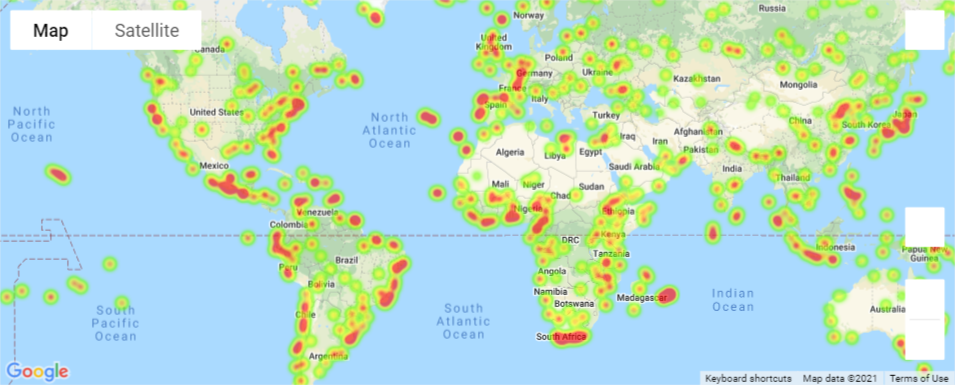 Map
Satellite
Norway
Russia
United
Kingdom
Canada
Poland
Germany
Ukraine
Kazakhstan
Mongolia
France
Spain
Italy
North
Pacific
Ocean
United States
North
Atlantic
Ocean
Turkey
China
South Korea
Japan
Iraq
Iran
Afghanistan
Pakistan
Algeria
Libya
Egypt
Saudi Arabia
India
Mexico
Thailand
Mali
Niger
Chad
Sudan
Nigeria
Ethiopia
Venezuela
Colombia
Kenya
DRC
Indonesia
Papua New
Guinea
Tanzania
Brazil
Peru
Angola
Bolivia
Namibia
Botswana
Madagascar
Indian
Ocean
South
Pacific
Ocean
South
Atlantic
Ocean
Chile
Australia
South Africa
Argentina
Google
Keyboard shortcuts
Map data ©2021
Terms of Use